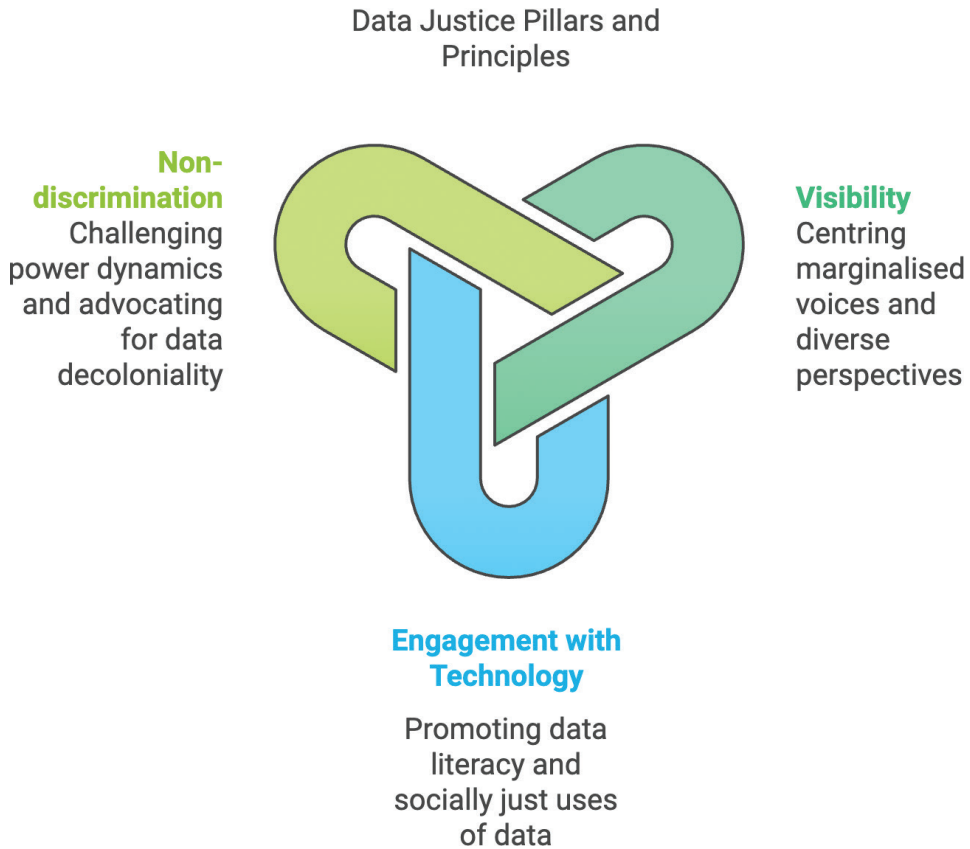 Data Justice Pillars and
Principles
Non-
discrimination
Challenging
power dynamics
and advocating
for data
decoloniality
Visibility
Centring
marginalised
voices and
diverse
perspectives
Engagement with
Technology
Promoting data
literacy and
socially just uses
of data